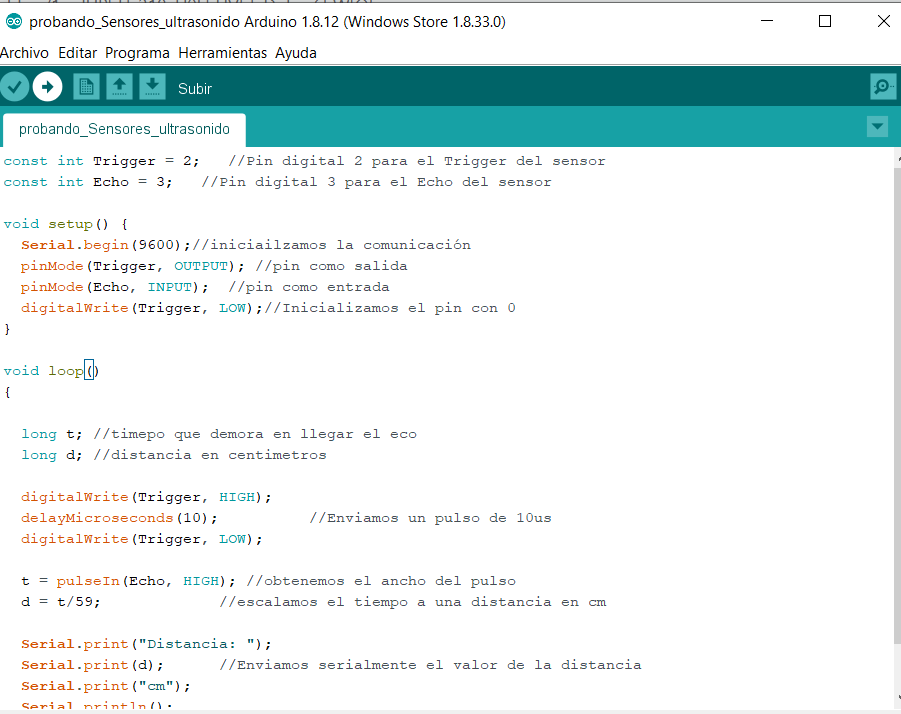 probando_Sensores_ultrasonido Arduino 1.8.12 (Windows Store 1.8.33.0)
Archivo Editar Programa Herramientas Ayuda
Subir
probando_Sensores_ultrasonido
const int Trigger = 2;   //Pin digital 2 para el Trigger del sensor
const int Echo = 3;   //Pin digital 3 para el Echo del sensor
void setup() {
  Serial.begin(9600);//iniciailzamos la comunicación
  pinMode(Trigger, OUTPUT); //pin como salida
  pinMode(Echo, INPUT);  //pin como entrada
  digitalWrite(Trigger, LOW);//Inicializamos el pin con 0
}
void loop()
{
  long t; //timepo que demora en llegar el eco
  long d; //distancia en centimetros
  digitalWrite(Trigger, HIGH);
  delayMicroseconds(10);          //Enviamos un pulso de 10us
  digitalWrite(Trigger, LOW);
  t = pulseIn(Echo, HIGH); //obtenemos el ancho del pulso
  d = t/59;             //escalamos el tiempo a una distancia en cm
  Serial.print("Distancia: ");
  Serial.print(d);      //Enviamos serialmente el valor de la distancia
  Serial.print("cm");
  Serial.println();